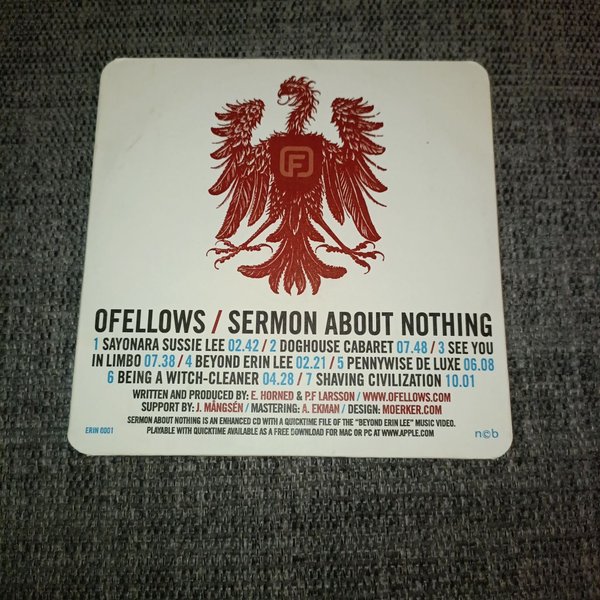 F
OFELLOWS / SERMON ABOUT NOTHING
1 SAYONARA SUSSIE LEE 02.42 / 2 DOGHOUSE CABARET 07.48 / 3 SEE YOU
IN LIMBO 07.38 / 4 BEYOND ERIN LEE 02.21 / 5 PENNYWISE DE LUXE 06.08
6 BEING A WITCH-CLEANER 04.28 / 7 SHAVING CIVILIZATION 10.01
WRITTEN AND PRODUCED BY: E. HORNED & P.F LARSSON / WWW.OFELLOWS.COM
SUPPORT BY: J. MÅNGSÉN / MASTERING: A. EKMAN / DESIGN: MOERKER.COM
SERMON ABOUT NOTHING IS AN ENHANCED CD WITH A QUICKTIME FILE OF THE "BEYOND ERIN LEE" MUSIC VIDEO.
PLAYABLE WITH QUICKTIME AVAILABLE AS A FREE DOWNLOAD FOR MAC OR PC AT WWW.APPLE.COM
ERIN 0001
n©b